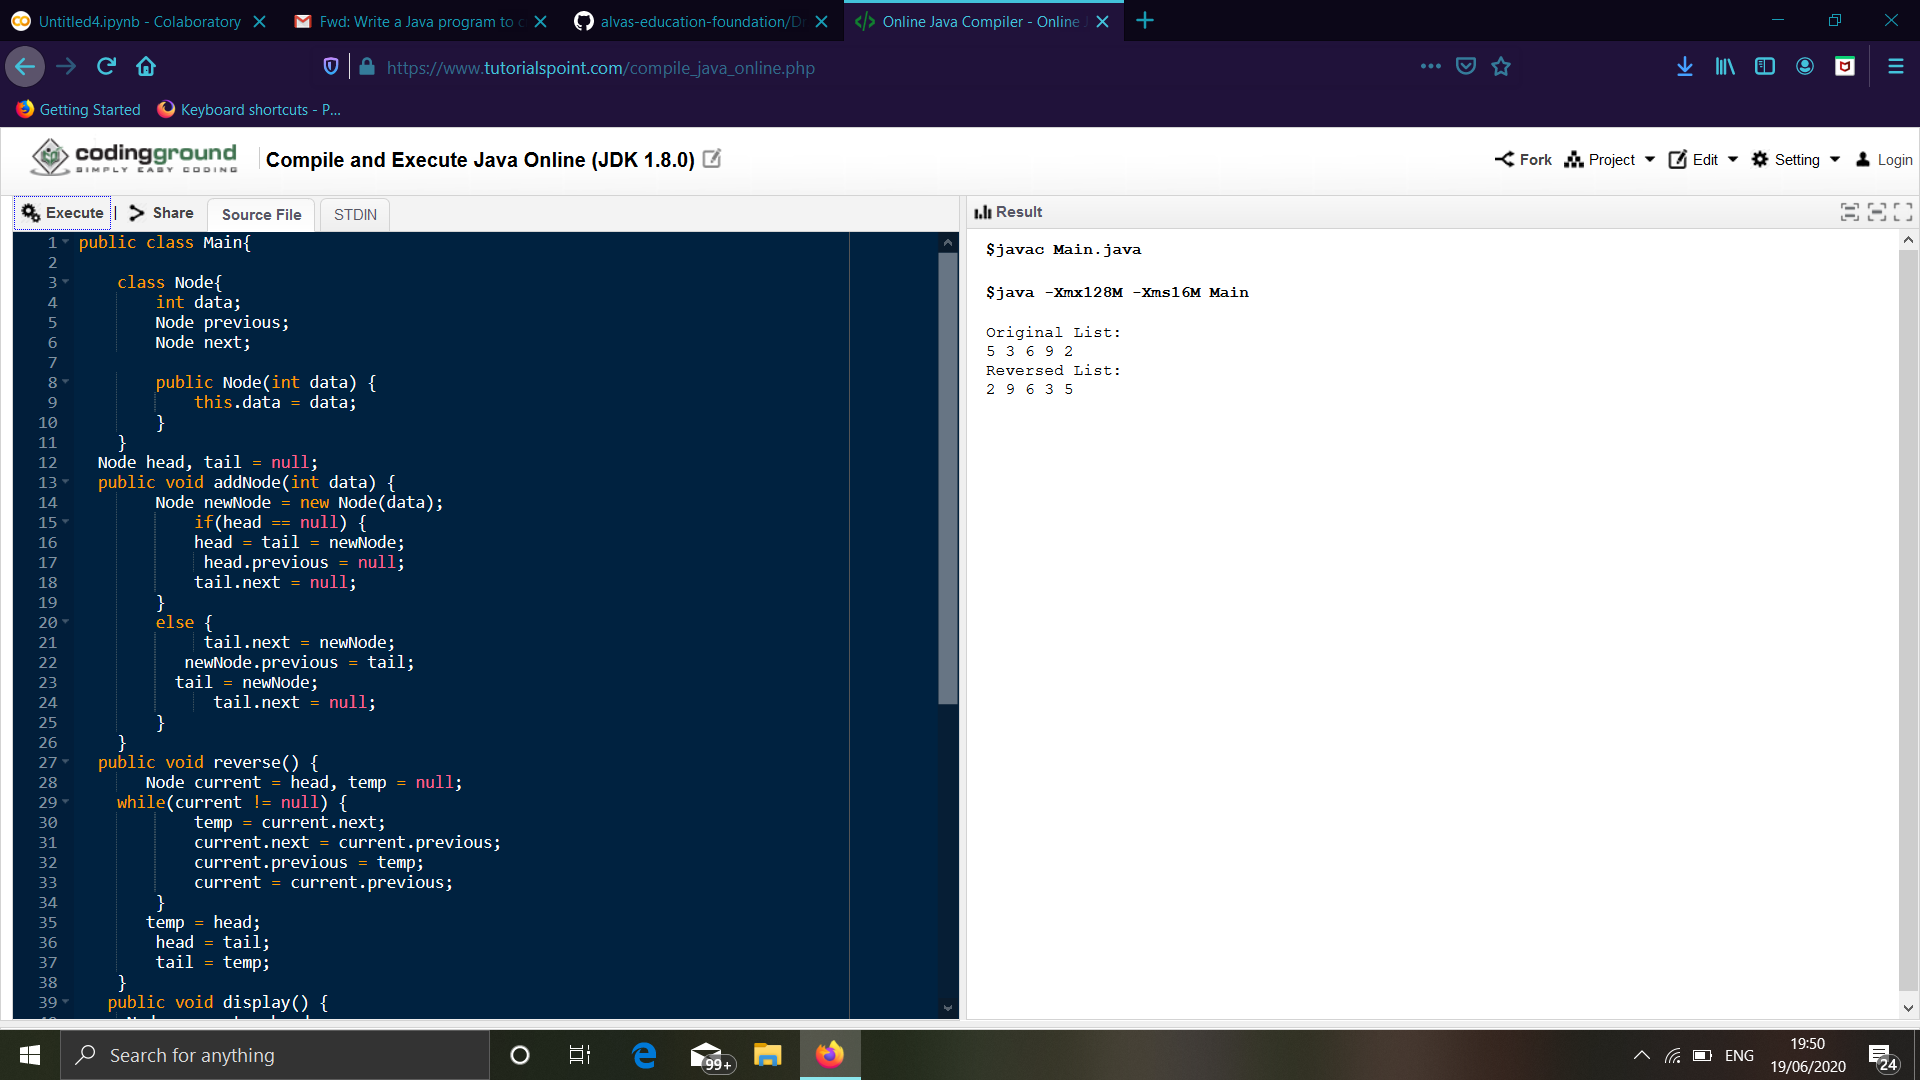 Untitled4.ipynb - Colaboratory
Fwd: Write a Java program to c
alvas-education-foundation/Dr
Online Java Compiler - Online J
https://www.tutorialspoint.com/compile_java_online.php
Getting Started
Keyboard shortcuts - P...
codingground
SIMPLY EASY CODING
Compile and Execute Java Online (JDK 1.8.0)
Fork
Project
Edit
Setting
Login
Execute | Share
Source File
STDIN
Result
1 public class Main{
2
3     class Node{
4         int data;
5         Node previous;
6         Node next;
7
8         public Node(int data) {
9             this.data = data;
10         }
11     }
12   Node head, tail = null;
13   public void addNode(int data) {
14         Node newNode = new Node(data);
15             if(head == null) {
16             head = tail = newNode;
17              head.previous = null;
18             tail.next = null;
19         }
20         else {
21              tail.next = newNode;
22            newNode.previous = tail;
23           tail = newNode;
24               tail.next = null;
25         }
26     }
27   public void reverse() {
28        Node current = head, temp = null;
29     while(current != null) {
30             temp = current.next;
31             current.next = current.previous;
32             current.previous = temp;
33             current = current.previous;
34         }
35        temp = head;
36         head = tail;
37         tail = temp;
38     }
39    public void display() {
$javac Main.java
$java -Xmx128M -Xms16M Main
Original List:
5 3 6 9 2
Reversed List:
2 9 6 3 5
Search for anything
99+
ENG
19:50
19/06/2020
24